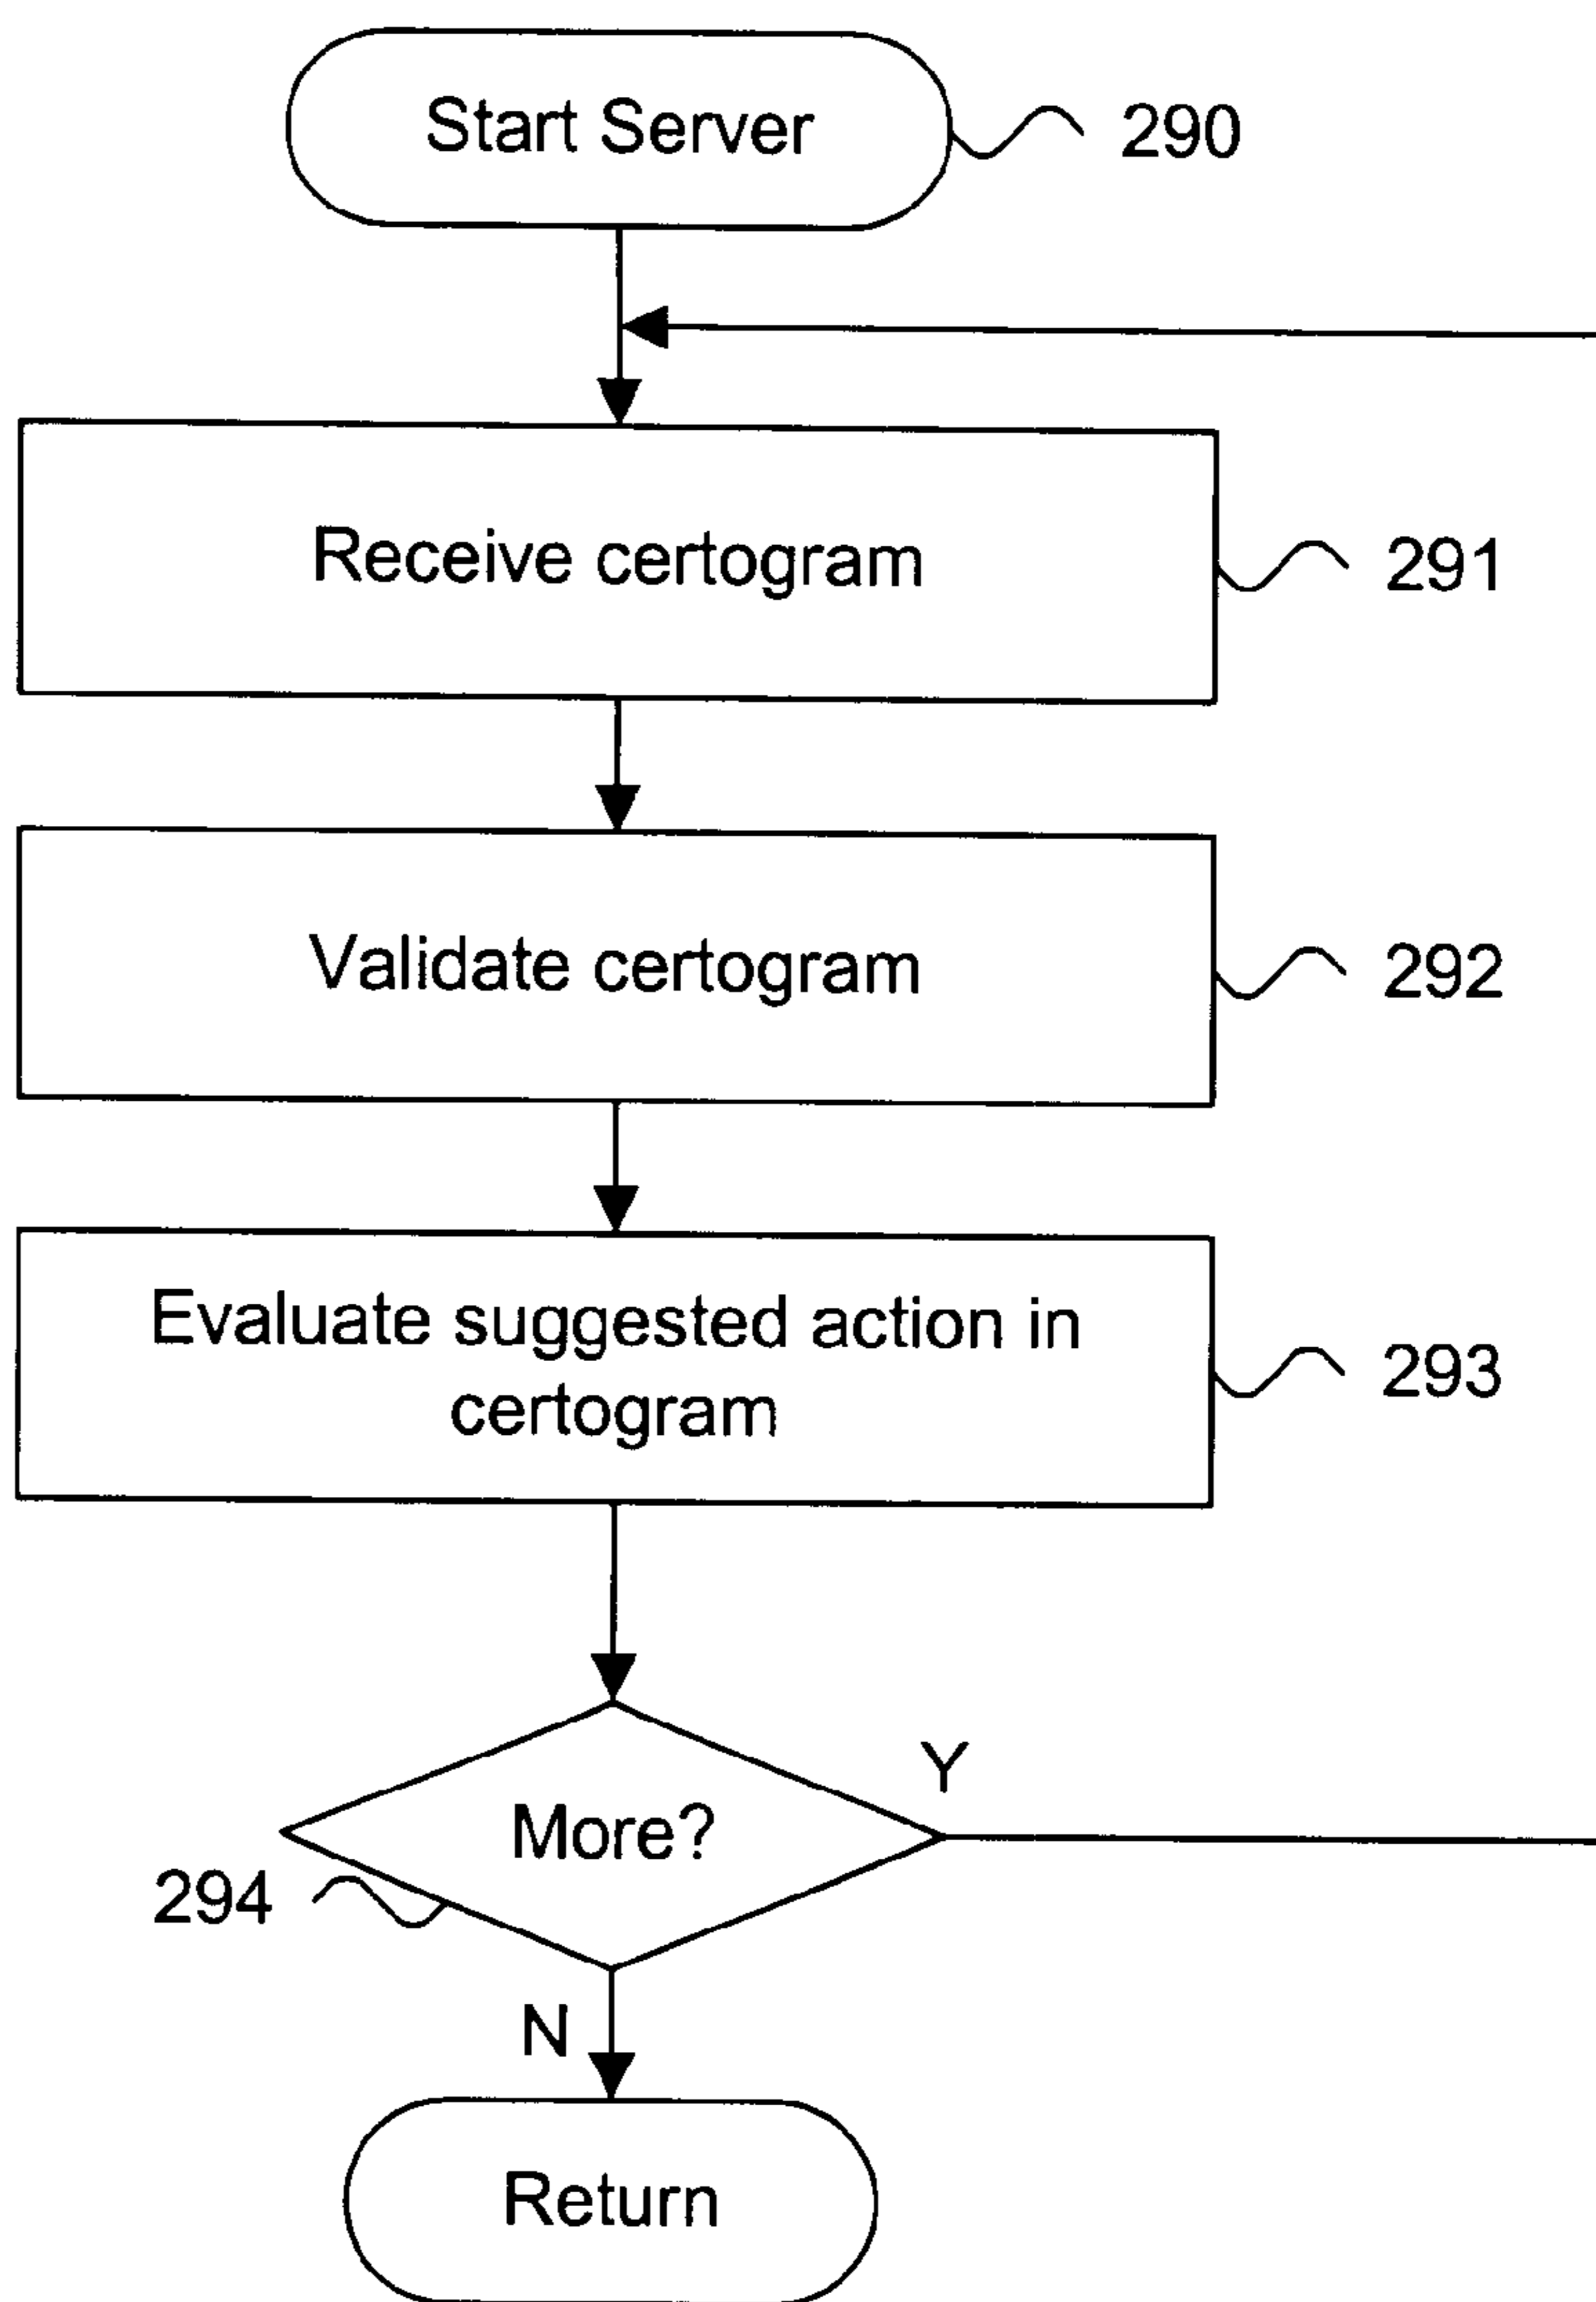 Start Server
290
Receive certogram
291
Validate certogram
292
Evaluate suggested action in
certogram
293
Y
More?
294
N
Return